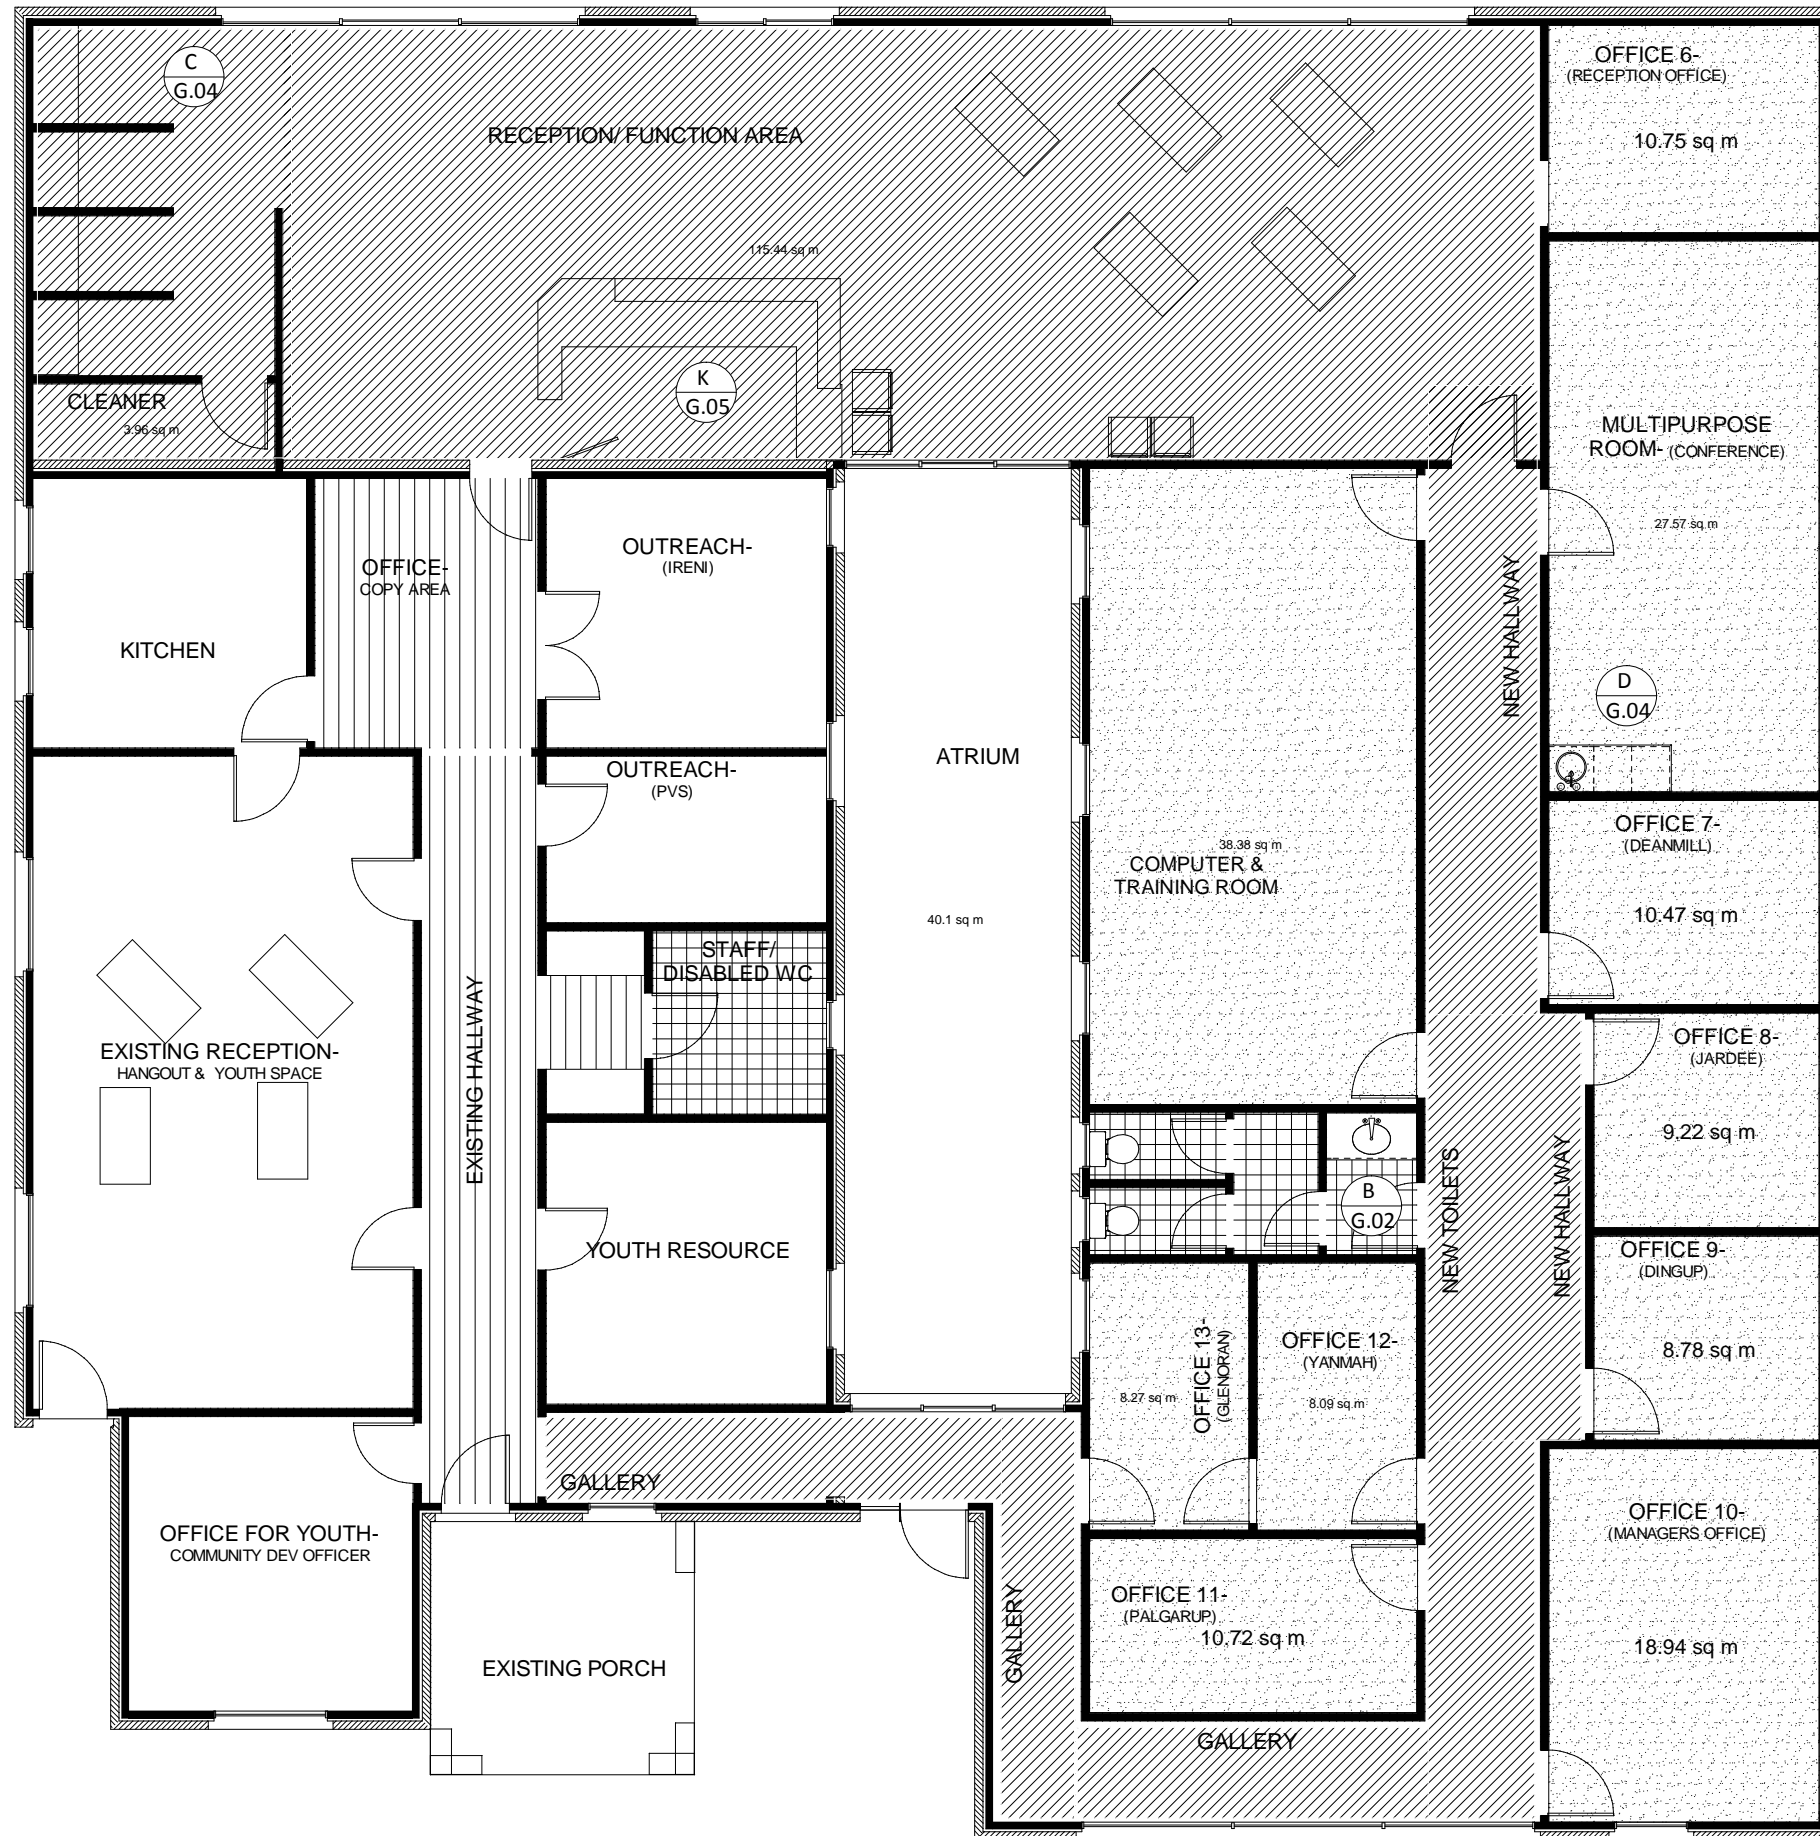 C
G.04
RECEPTION/ FUNCTION AREA
115.44 sq m
OFFICE 6-
(RECEPTION OFFICE)
10.75 sq m
CLEANER
3.96 sq m
K
G.05
MULTIPURPOSE
ROOM- (CONFERENCE)
27.57 sq m
D
G.04
KITCHEN
OFFICE-
COPY AREA
OUTREACH-
(IRENI)
OUTREACH-
(PVS)
ATRIUM
40.1 sq m
38.38 sq m
COMPUTER &
TRAINING ROOM
NEW HALLWAY
OFFICE 7-
(DEANMILL)
10.47 sq m
STAFF/
DISABLED WC
EXISTING HALLWAY
EXISTING RECEPTION-
HANGOUT & YOUTH SPACE
OFFICE 8-
(JARDEE)
9.22 sq m
B
G.02
NEW TOILETS
NEW HALLWAY
YOUTH RESOURCE
OFFICE 9-
(DINGUP)
8.78 sq m
OFFICE 13-
(GLENORAN)
8.27 sq m
OFFICE 12-
(YANMAH)
8.09 sq m
GALLERY
OFFICE FOR YOUTH-
COMMUNITY DEV OFFICER
OFFICE 10-
(MANAGERS OFFICE)
18.94 sq m
OFFICE 11-
(PALGARUP)
10.72 sq m
GALLERY
EXISTING PORCH
GALLERY